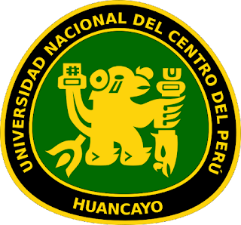 UNIVERSIDAD NACIONAL DEL CENTRO DEL PERÚ
HUANCAYO